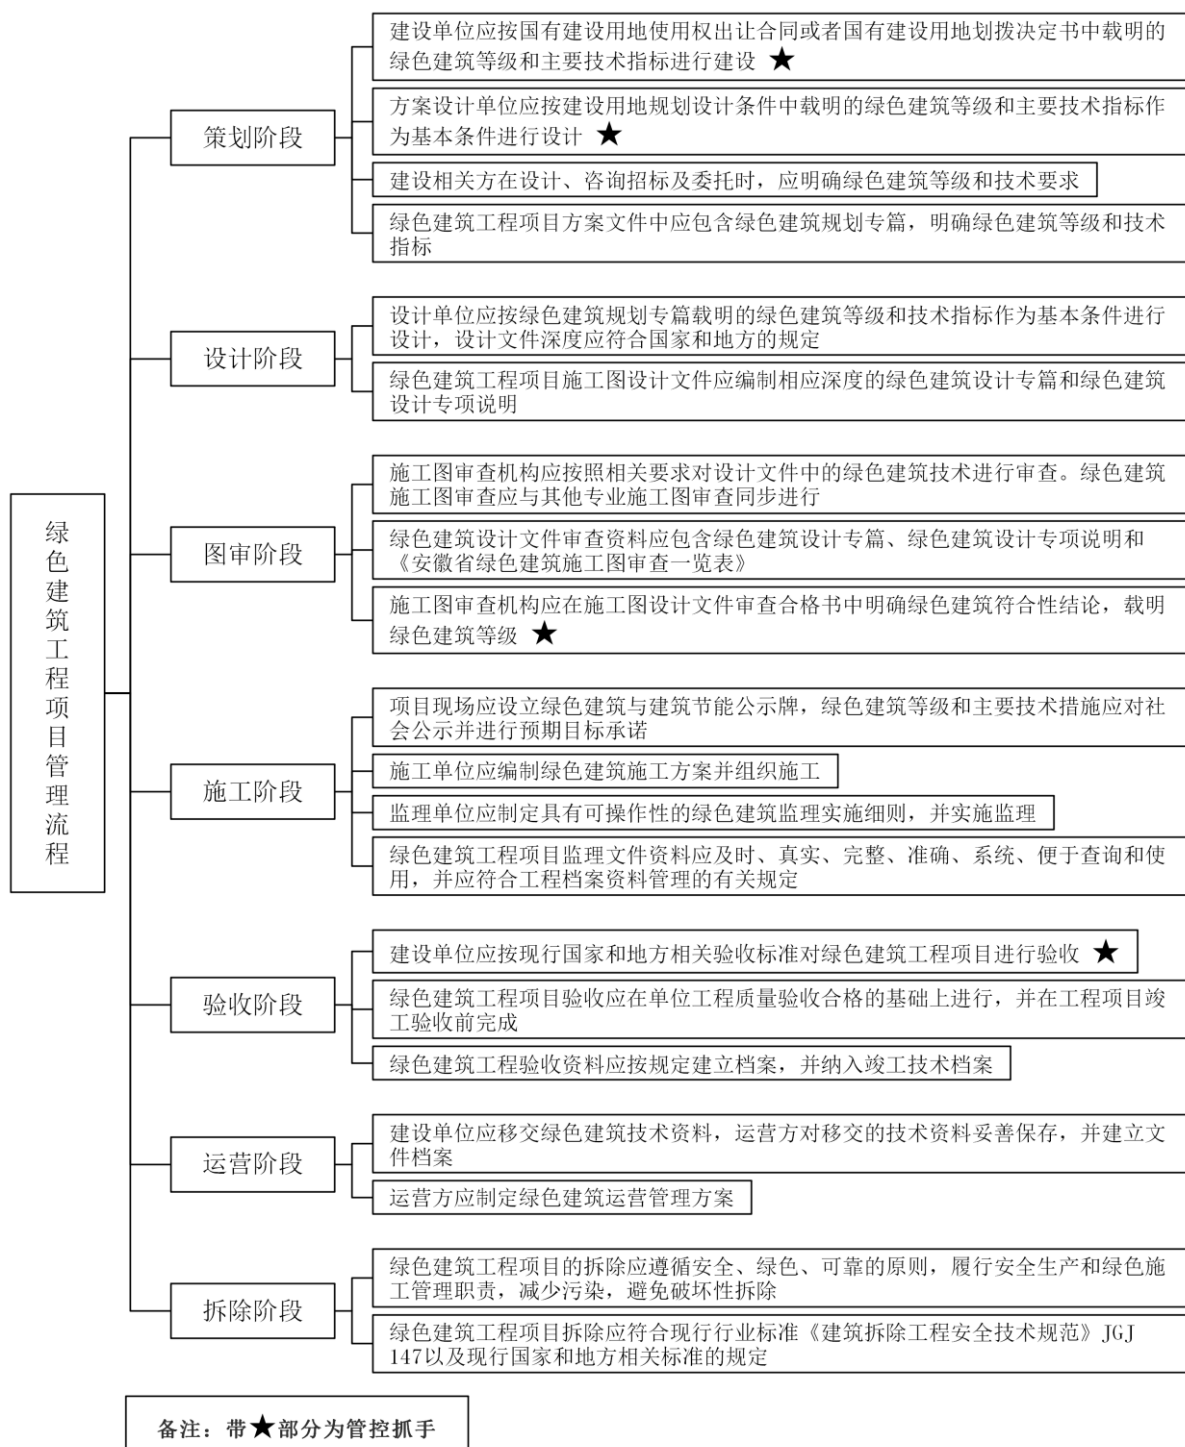 建设单位应按国有建设用地使用权出让合同或者国有建设用地划拨决定书中载明的
绿色建筑等级和主要技术指标进行建设 ★
策划阶段
方案设计单位应按建设用地规划设计条件中载明的绿色建筑等级和主要技术指标作
为基本条件进行设计 ★
建设相关方在设计、咨询招标及委托时，应明确绿色建筑等级和技术要求
绿色建筑工程项目方案文件中应包含绿色建筑规划专篇，明确绿色建筑等级和技术
指标
设计阶段
设计单位应按绿色建筑规划专篇载明的绿色建筑等级和技术指标作为基本条件进行
设计，设计文件深度应符合国家和地方的规定
绿色建筑工程项目施工图设计文件应编制相应深度的绿色建筑设计专篇和绿色建筑
设计专项说明
绿色建筑工程项目管理流程
图审阶段
施工图审查机构应按照相关要求对设计文件中的绿色建筑技术进行审查。绿色建筑
施工图审查应与其他专业施工图审查同步进行
绿色建筑设计文件审查资料应包含绿色建筑设计专篇、绿色建筑设计专项说明和
《安徽省绿色建筑施工图审查一览表》
施工图审查机构应在施工图设计文件审查合格书中明确绿色建筑符合性结论，载明
绿色建筑等级 ★
施工阶段
项目现场应设立绿色建筑与建筑节能公示牌，绿色建筑等级和主要技术措施应对社
会公示并进行预期目标承诺
施工单位应编制绿色建筑施工方案并组织施工
监理单位应制定具有可操作性的绿色建筑监理实施细则，并实施监理
绿色建筑工程项目监理文件资料应及时、真实、完整、准确、系统、便于查询和使
用，并应符合工程档案资料管理的有关规定
验收阶段
建设单位应按现行国家和地方相关验收标准对绿色建筑工程项目进行验收 ★
绿色建筑工程项目验收应在单位工程质量验收合格的基础上进行，并在工程项目竣
工验收前完成
绿色建筑工程验收资料应按规定建立档案，并纳入竣工技术档案
运营阶段
建设单位应移交绿色建筑技术资料，运营方对移交的技术资料妥善保存，并建立文
件档案
运营方应制定绿色建筑运营管理方案
拆除阶段
绿色建筑工程项目的拆除应遵循安全、绿色、可靠的原则，履行安全生产和绿色施
工管理职责，减少污染，避免破坏性拆除
绿色建筑工程项目拆除应符合现行行业标准《建筑拆除工程安全技术规范》JGJ
147以及现行国家和地方相关标准的规定
备注：带★部分为管控抓手